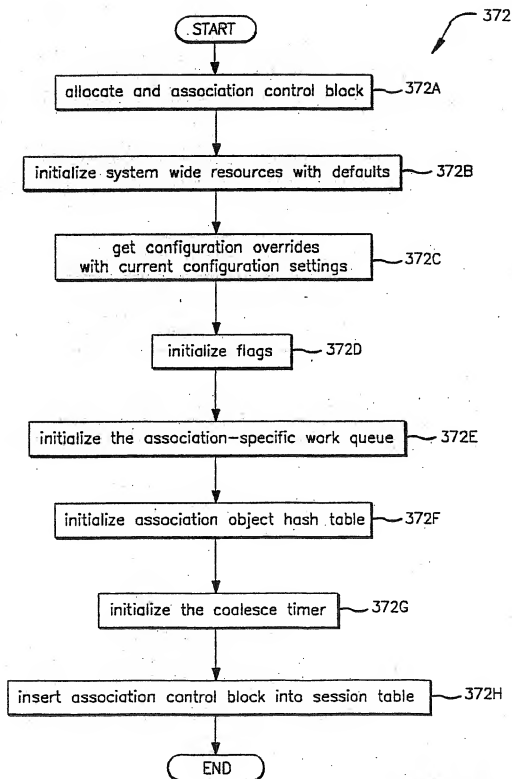 372
START
allocate and association control block
372A
initialize system wide resources with defaults
372B
get configuration overrides
with current configuration settings
372C
initialize flags
372D
initialize the association-specific work queue
372E
initialize association object hash table
372F
initialize the coalesce timer
372G
insert association control block into session table
372H
END